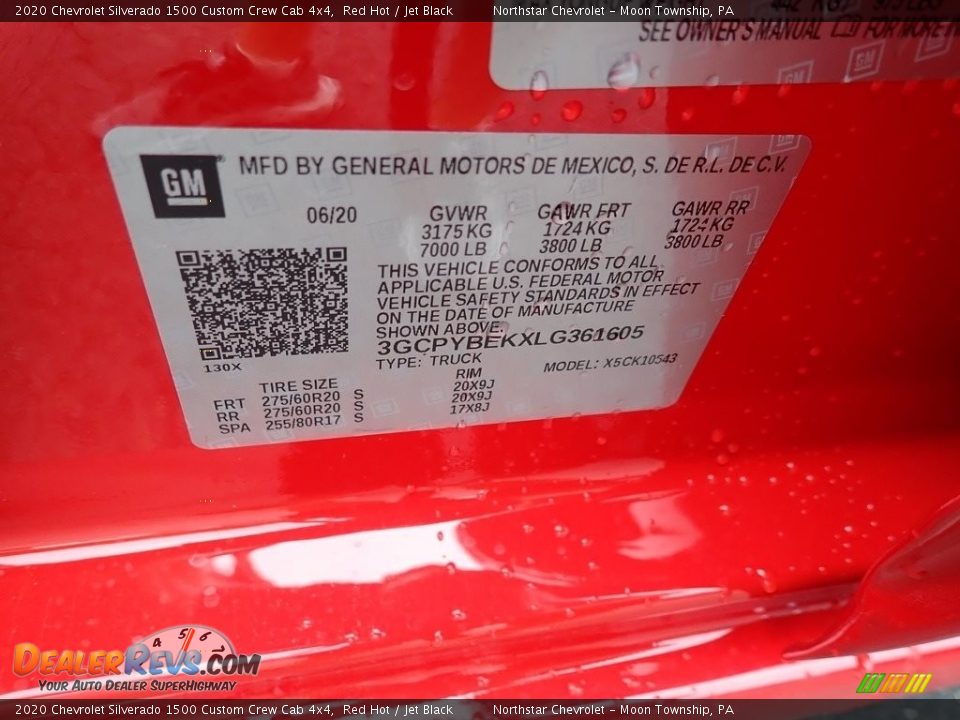 2020 Chevrolet Silverado 1500 Custom Crew Cab 4x4, Red Hot / Jet Black Northstar Chevrolet - Moon Township, PA
SEE OWNER'S MANUAL FOR MORE
GM
MFD BY GENERAL MOTORS DE MEXICO, S. DE R.L. DE C.V.
06/20 GVWR GAWR FRT GAWR RR
3175 KG 1724 KG 1724 KG
7000 LB 3800 LB 3800 LB
THIS VEHICLE CONFORMS TO ALL
APPLICABLE U.S. FEDERAL MOTOR
VEHICLE SAFETY STANDARDS IN EFFECT
ON THE DATE OF MANUFACTURE
SHOWN ABOVE.
3GCPYBEKXLG361605
130X
TYPE: TRUCK MODEL: X5CK10543
TIRE SIZE RIM
FRT 275/60R20 S 20X9J
RR 275/60R20 S 20X9J
SPA 255/80R17 S 17X8J
4 5 6
DealerRevs.com
Your Auto Dealer SuperHighway
2020 Chevrolet Silverado 1500 Custom Crew Cab 4x4, Red Hot / Jet Black Northstar Chevrolet - Moon Township, PA